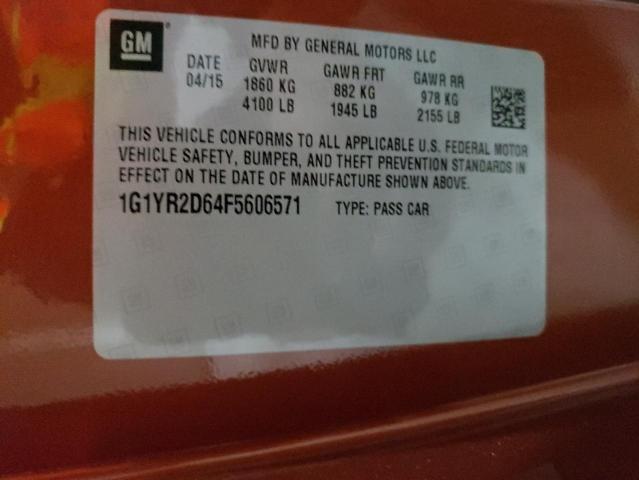 GM
MFD BY GENERAL MOTORS LLC
DATE GVWR GAWR FRT GAWR RR
04/15 1860 KG 882 KG 978 KG
4100 LB 1945 LB 2155 LB
THIS VEHICLE CONFORMS TO ALL APPLICABLE U.S. FEDERAL MOTOR
VEHICLE SAFETY, BUMPER, AND THEFT PREVENTION STANDARDS IN
EFFECT ON THE DATE OF MANUFACTURE SHOWN ABOVE.
1G1YR2D64F5606571 TYPE: PASS CAR